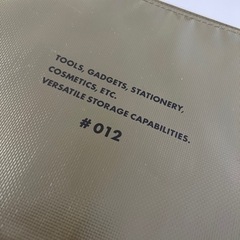 TOOLS, GADGETS, STATIONERY,
COSMETICS, ETC.
VERSATILE STORAGE CAPABILITIES.
#012